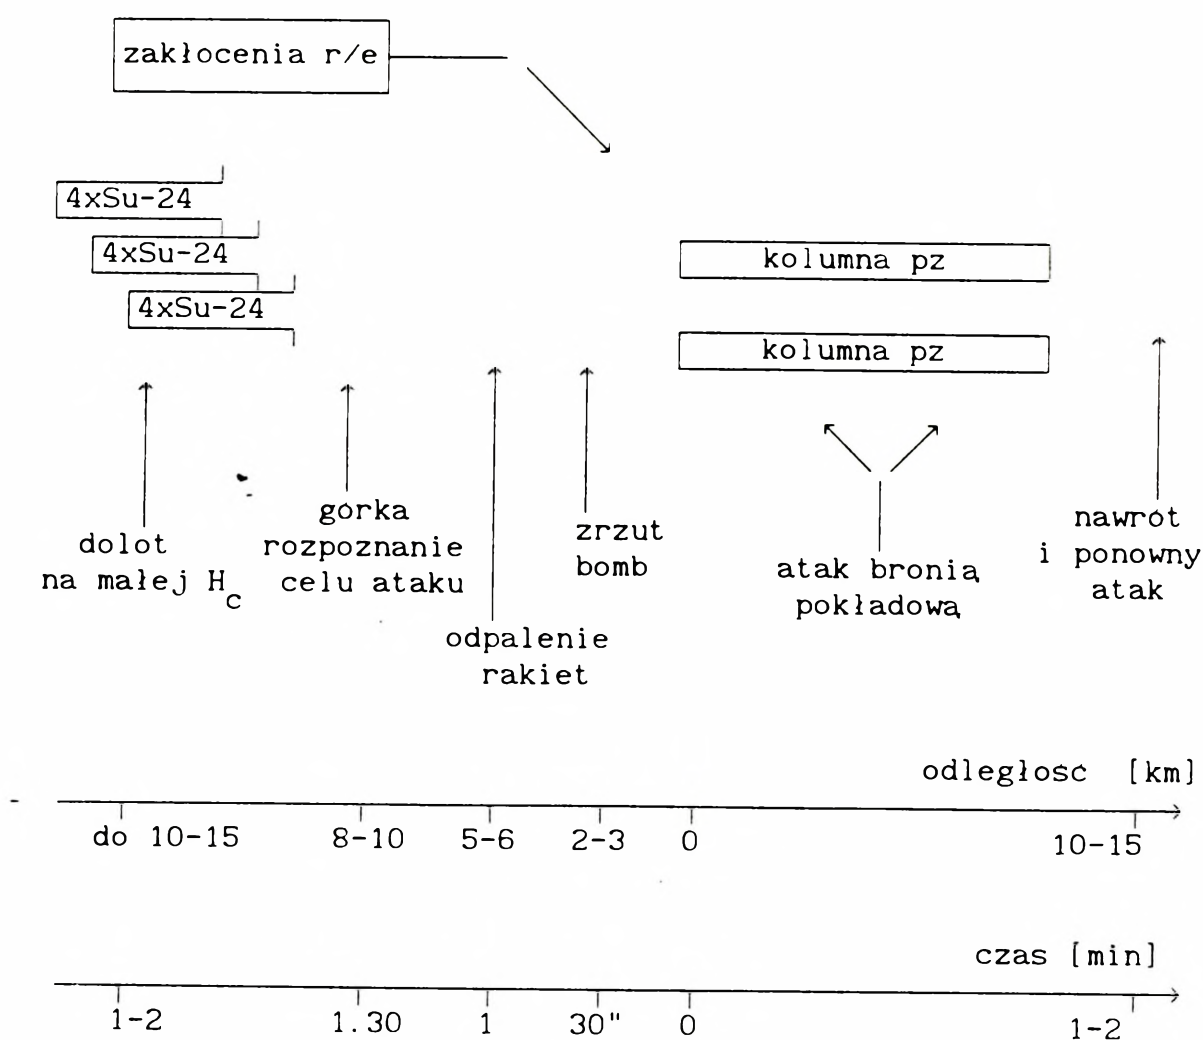 zakłocenia r/e
4xSu-24
4xSu-24
4xSu-24
kolumna pz
kolumna pz
dolot
na małej Hc
gorka
rozpoznanie
celu ataku
odpalenie
rakiet
zrzut
bomb
atak bronią
pokładową
nawrot
i ponowny
atak
odległosc [km]
do 10-15
8-10
5-6
2-3
0
10-15
czas [min]
1-2
1.30
1
30"
0
1-2